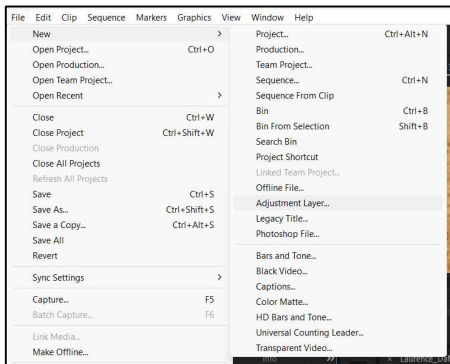 File Edit Clip Sequence Markers Graphics View Window Help
New >
Open Project... Ctrl+O
Open Production...
Open Team Project...
Open Recent >
Close Ctrl+W
Close Project Ctrl+Shift+W
Close Production
Close All Projects
Refresh All Projects
Save Ctrl+S
Save As... Ctrl+Shift+S
Save a Copy... Ctrl+Alt+S
Save All
Revert
Sync Settings >
Capture... F5
Batch Capture... F6
Link Media...
Make Offline...
Project... Ctrl+Alt+N
Production...
Team Project...
Sequence... Ctrl+N
Sequence From Clip
Bin Ctrl+B
Bin From Selection Shift+B
Search Bin
Project Shortcut
Linked Team Project...
Offline File...
Adjustment Layer...
Legacy Title...
Photoshop File...
Bars and Tone...
Black Video...
Captions...
Color Matte...
HD Bars and Tone...
Universal Counting Leader...
Transparent Video...
Info >> × Laurence_Dal